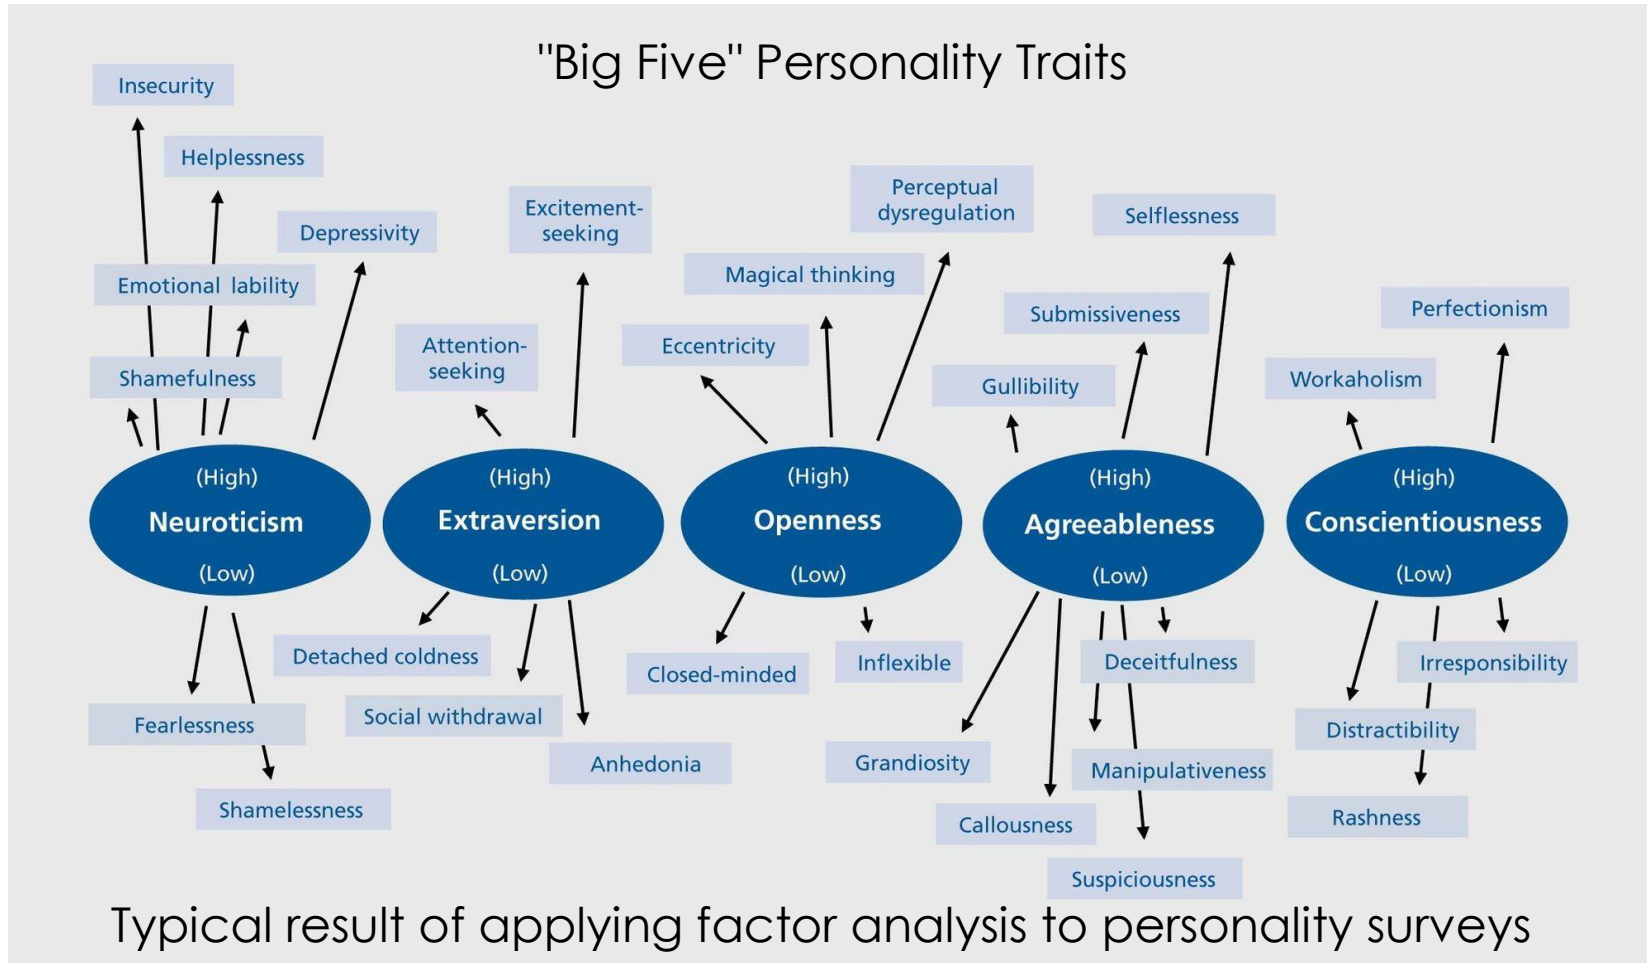 "Big Five" Personality Traits
Insecurity
Helplessness
Depressivity
Emotional lability
Shamefulness
Excitement-
seeking
Attention-
seeking
Perceptual
dysregulation
Magical thinking
Eccentricity
Selflessness
Submissiveness
Gullibility
Perfectionism
Workaholism
(High)
Neuroticism
(Low)
(High)
Extraversion
(Low)
(High)
Openness
(Low)
(High)
Agreeableness
(Low)
(High)
Conscientiousness
(Low)
Fearlessness
Shamelessness
Detached coldness
Social withdrawal
Anhedonia
Closed-minded
Inflexible
Deceitfulness
Grandiosity
Manipulativeness
Callousness
Suspiciousness
Irresponsibility
Distractibility
Rashness
Typical result of applying factor analysis to personality surveys